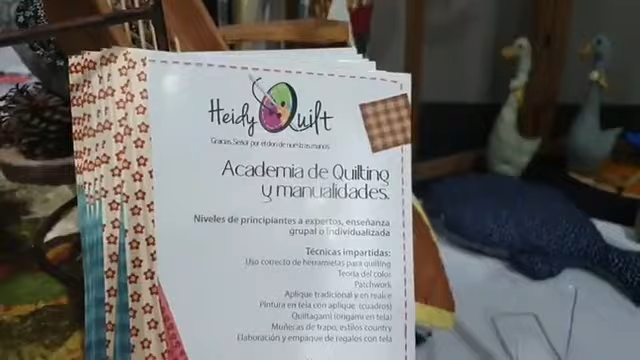 Heidy Quilt
Gracias Señor por el don de nuestras manos
Academia de Quilting
y manualidades.
Niveles de principiantes a expertos, enseñanza
grupal o individualizada
Técnicas impartidas:
Uso correcto de herramietas para quilting
Teoría del color
Patchwork
Aplique tradicional y en realce
Pintura en tela con aplique (cuadros)
Quiltagami (origami en tela)
Muñecas de trapo, estilos country
Elaboración y empaque de regalos con tela